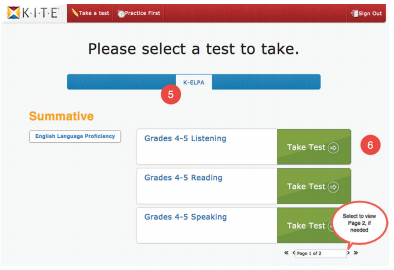 K·I·T·E Take a test Practice First Sign Out
Please select a test to take.
K-ELPA
5
Summative
English Language Proficiency
Grades 4-5 Listening
Take Test
6
Grades 4-5 Reading
Take Test
Grades 4-5 Speaking
Take Test
Select to view
Page 2, if
needed
« < Page 1 of 2 > »